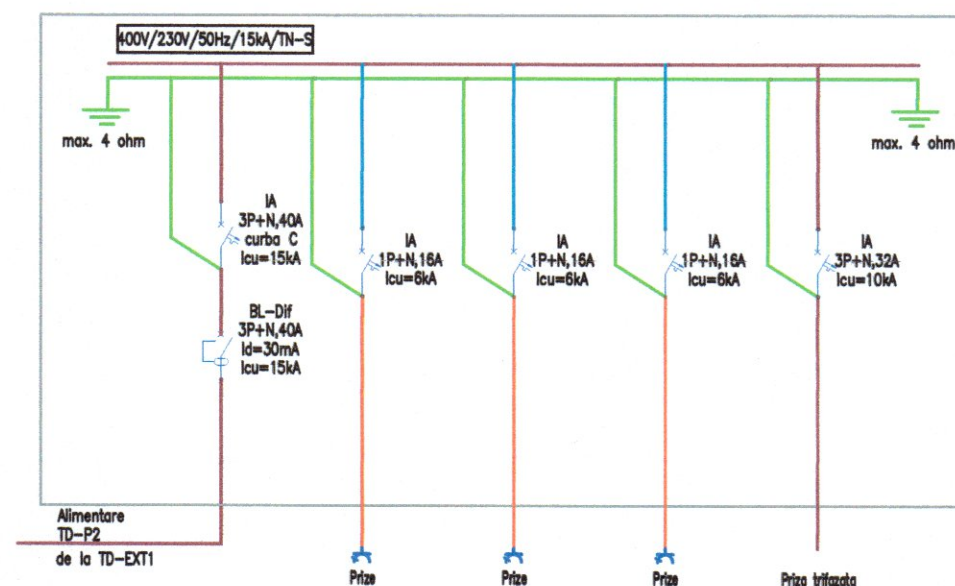 400V/230V/50Hz/15kA/TN-S
max. 4 ohm
max. 4 ohm
IA
3P+N,40A
curba C
Icu=15kA
BL-Dif
3P+N,40A
Id=30mA
Icu=15kA
IA
1P+N,16A
Icu=6kA
IA
1P+N,16A
Icu=6kA
IA
1P+N,16A
Icu=6kA
IA
3P+N,32A
Icu=10kA
Alimentare
TD-P2
de la TD-EXT1
Prize
Prize
Prize
Priza trifazata